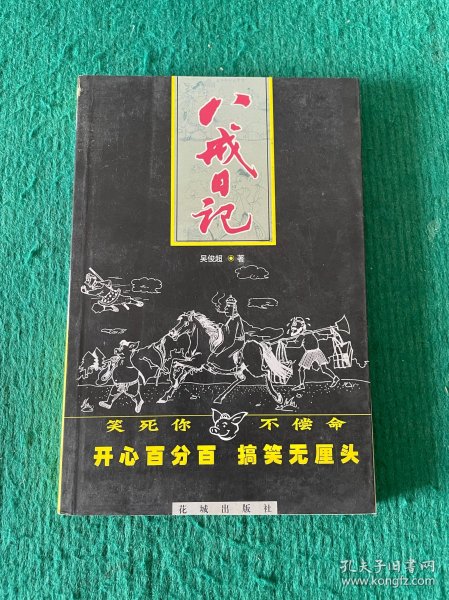 八戒日记
吴俊超 ◉ 著
笑死你 不偿命
开心百分百 搞笑无厘头
花城出版社
孔夫子旧书网
www.kongfz.com